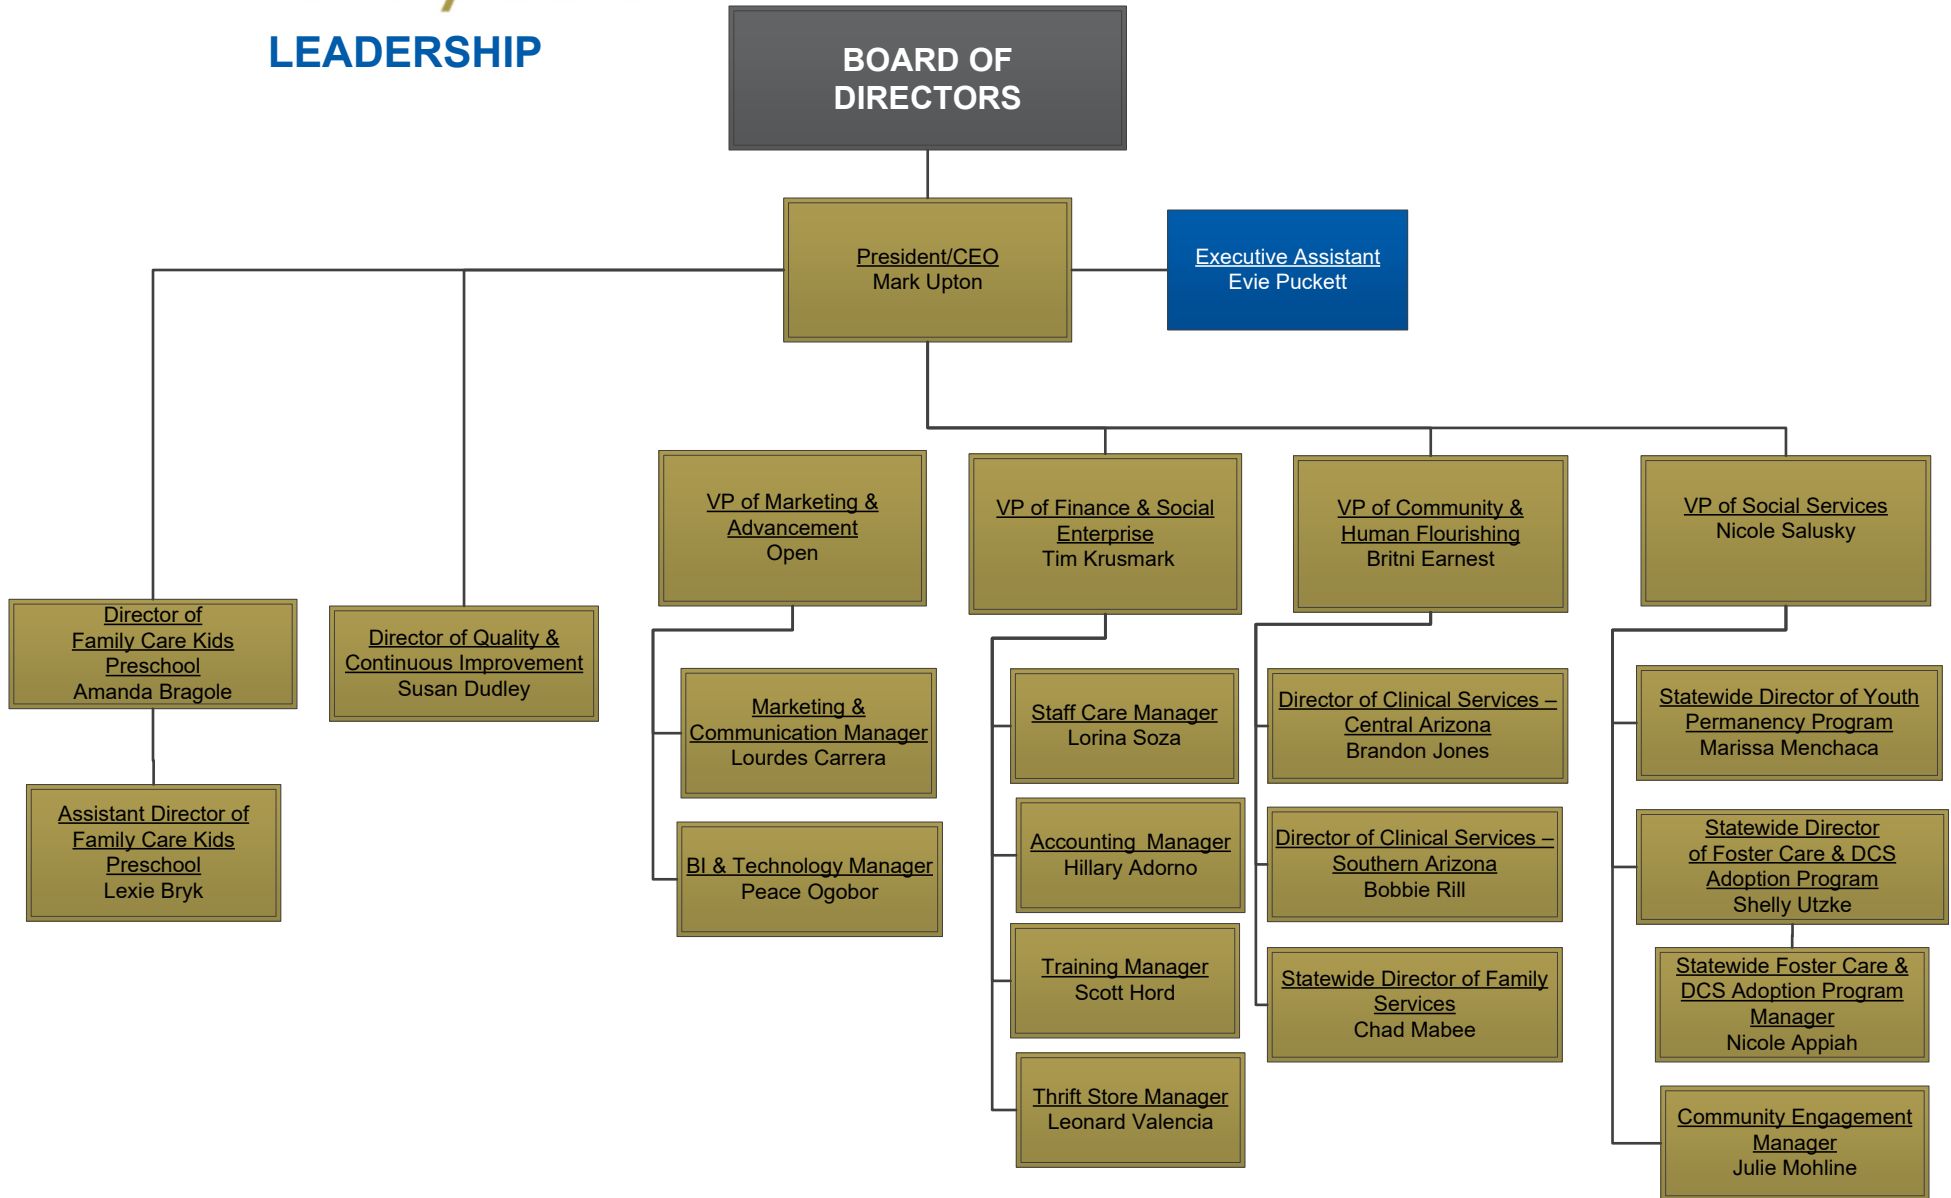 LEADERSHIP
BOARD OF
DIRECTORS
President/CEO
Mark Upton
Executive Assistant
Evie Puckett
VP of Marketing &
Advancement
Open
VP of Finance & Social
Enterprise
Tim Krusmark
VP of Community &
Human Flourishing
Britni Earnest
VP of Social Services
Nicole Salusky
Director of
Family Care Kids
Preschool
Amanda Bragole
Director of Quality &
Continuous Improvement
Susan Dudley
Assistant Director of
Family Care Kids
Preschool
Lexie Bryk
Marketing &
Communication Manager
Lourdes Carrera
BI & Technology Manager
Peace Ogobor
Staff Care Manager
Lorina Soza
Accounting  Manager
Hillary Adorno
Training Manager
Scott Hord
Thrift Store Manager
Leonard Valencia
Director of Clinical Services –
Central Arizona
Brandon Jones
Director of Clinical Services –
Southern Arizona
Bobbie Rill
Statewide Director of Family
Services
Chad Mabee
Statewide Director of Youth
Permanency Program
Marissa Menchaca
Statewide Director
of Foster Care & DCS
Adoption Program
Shelly Utzke
Statewide Foster Care &
DCS Adoption Program
Manager
Nicole Appiah
Community Engagement
Manager
Julie Mohline